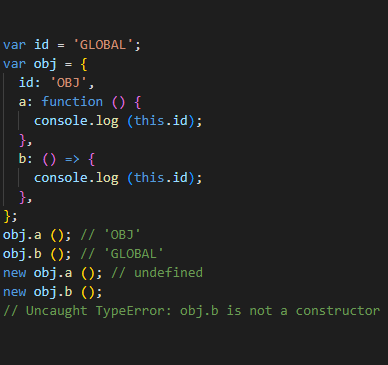 var id = 'GLOBAL';
var obj = {
  id: 'OBJ',
  a: function () {
    console.log (this.id);
  },
  b: () => {
    console.log (this.id);
  },
};
obj.a (); // 'OBJ'
obj.b (); // 'GLOBAL'
new obj.a (); // undefined
new obj.b ();
// Uncaught TypeError: obj.b is not a constructor